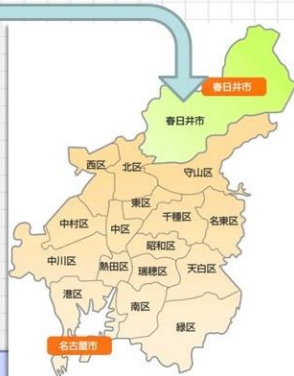 春日井市
春日井市
西区
北区
守山区
東区
千種区
名東区
中村区
中区
昭和区
中川区
熱田区
瑞穂区
天白区
港区
南区
緑区
名古屋市